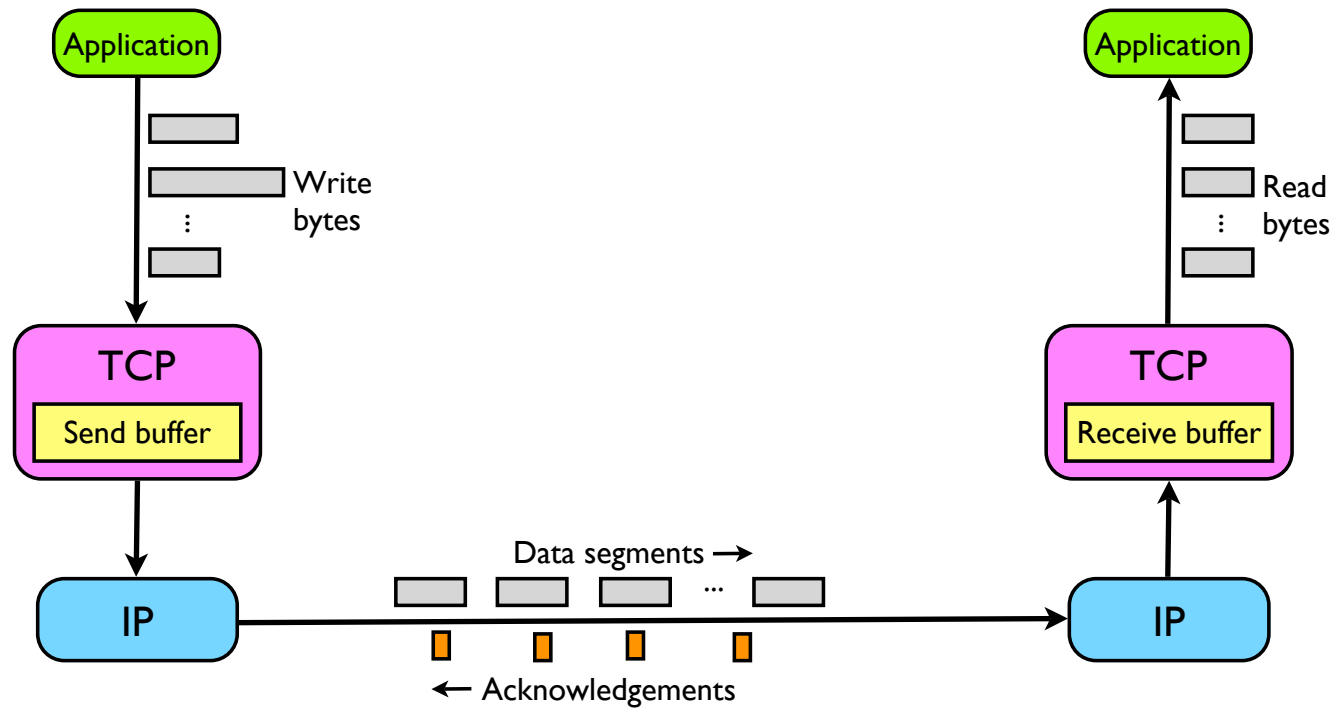 Application
Application
Write
bytes
⋮
Read
bytes
⋮
TCP
Send buffer
TCP
Receive buffer
Data segments →
...
IP
IP
← Acknowledgements